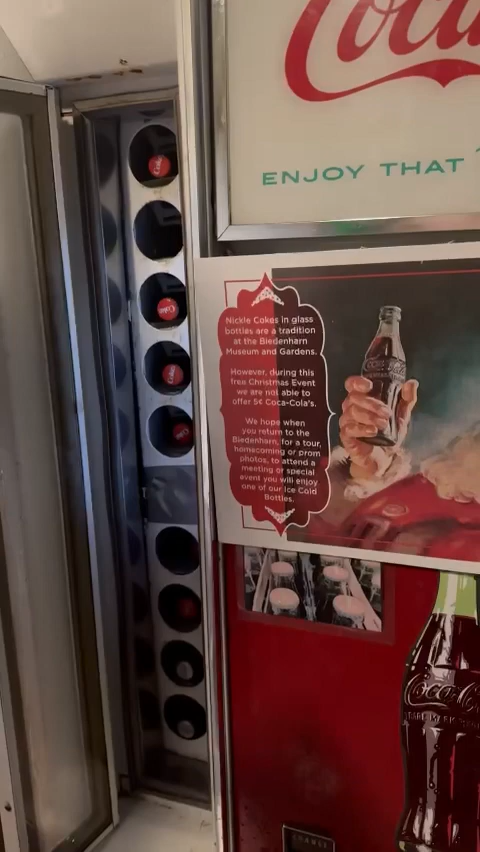 Coca
ENJOY THAT
Nickle Cokes in glass
bottles are a tradition
at the Biedenharn
Museum and Gardens.
However, during this
free Christmas Event
we are not able to
offer 5¢ Coca-Cola's.
We hope when
you return to the
Biedenharn, for a tour,
homecoming or prom
photos, to attend a
meeting or special
event you will enjoy
one of our Ice Cold
Bottles.
Coca-Cola